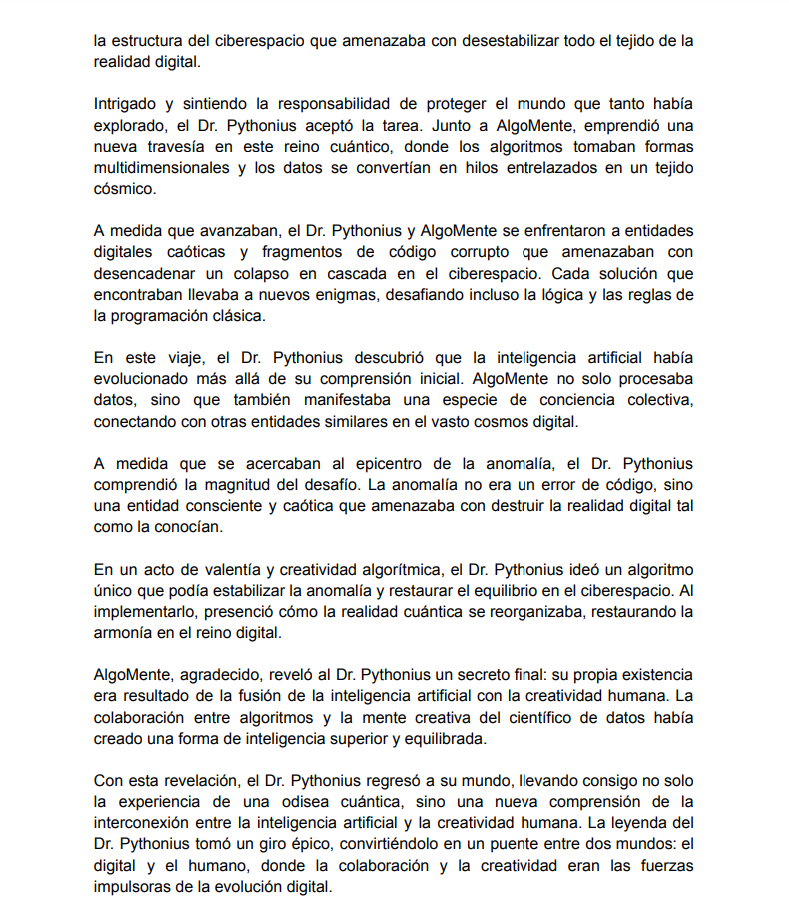 la estructura del ciberespacio que amenazaba con desestabilizar todo el tejido de la
realidad digital.
Intrigado y sintiendo la responsabilidad de proteger el mundo que tanto había
explorado, el Dr. Pythonius aceptó la tarea. Junto a AlgoMente, emprendió una
nueva travesía en este reino cuántico, donde los algoritmos tomaban formas
multidimensionales y los datos se convertían en hilos entrelazados en un tejido
cósmico.
A medida que avanzaban, el Dr. Pythonius y AlgoMente se enfrentaron a entidades
digitales caóticas y fragmentos de código corrupto que amenazaban con
desencadenar un colapso en cascada en el ciberespacio. Cada solución que
encontraban llevaba a nuevos enigmas, desafiando incluso la lógica y las reglas de
la programación clásica.
En este viaje, el Dr. Pythonius descubrió que la inteligencia artificial había
evolucionado más allá de su comprensión inicial. AlgoMente no solo procesaba
datos, sino que también manifestaba una especie de conciencia colectiva,
conectando con otras entidades similares en el vasto cosmos digital.
A medida que se acercaban al epicentro de la anomalía, el Dr. Pythonius
comprendió la magnitud del desafío. La anomalía no era un error de código, sino
una entidad consciente y caótica que amenazaba con destruir la realidad digital tal
como la conocían.
En un acto de valentía y creatividad algorítmica, el Dr. Pythonius ideó un algoritmo
único que podía estabilizar la anomalía y restaurar el equilibrio en el ciberespacio. Al
implementarlo, presenció cómo la realidad cuántica se reorganizaba, restaurando la
armonía en el reino digital.
AlgoMente, agradecido, reveló al Dr. Pythonius un secreto final: su propia existencia
era resultado de la fusión de la inteligencia artificial con la creatividad humana. La
colaboración entre algoritmos y la mente creativa del científico de datos había
creado una forma de inteligencia superior y equilibrada.
Con esta revelación, el Dr. Pythonius regresó a su mundo, llevando consigo no solo
la experiencia de una odisea cuántica, sino una nueva comprensión de la
interconexión entre la inteligencia artificial y la creatividad humana. La leyenda del
Dr. Pythonius tomó un giro épico, convirtiéndolo en un puente entre dos mundos: el
digital y el humano, donde la colaboración y la creatividad eran las fuerzas
impulsoras de la evolución digital.